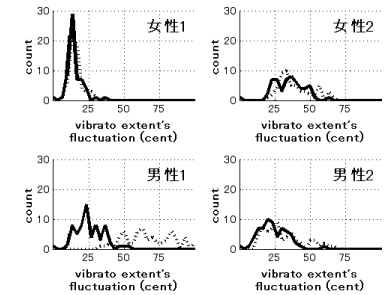 30
20
10
0
count
女性1
25 50 75
vibrato extent's
fluctuation (cent)
30
20
10
0
count
女性2
25 50 75
vibrato extent's
fluctuation (cent)
30
20
10
0
count
男性1
25 50 75
vibrato extent's
fluctuation (cent)
30
20
10
0
count
男性2
25 50 75
vibrato extent's
fluctuation (cent)